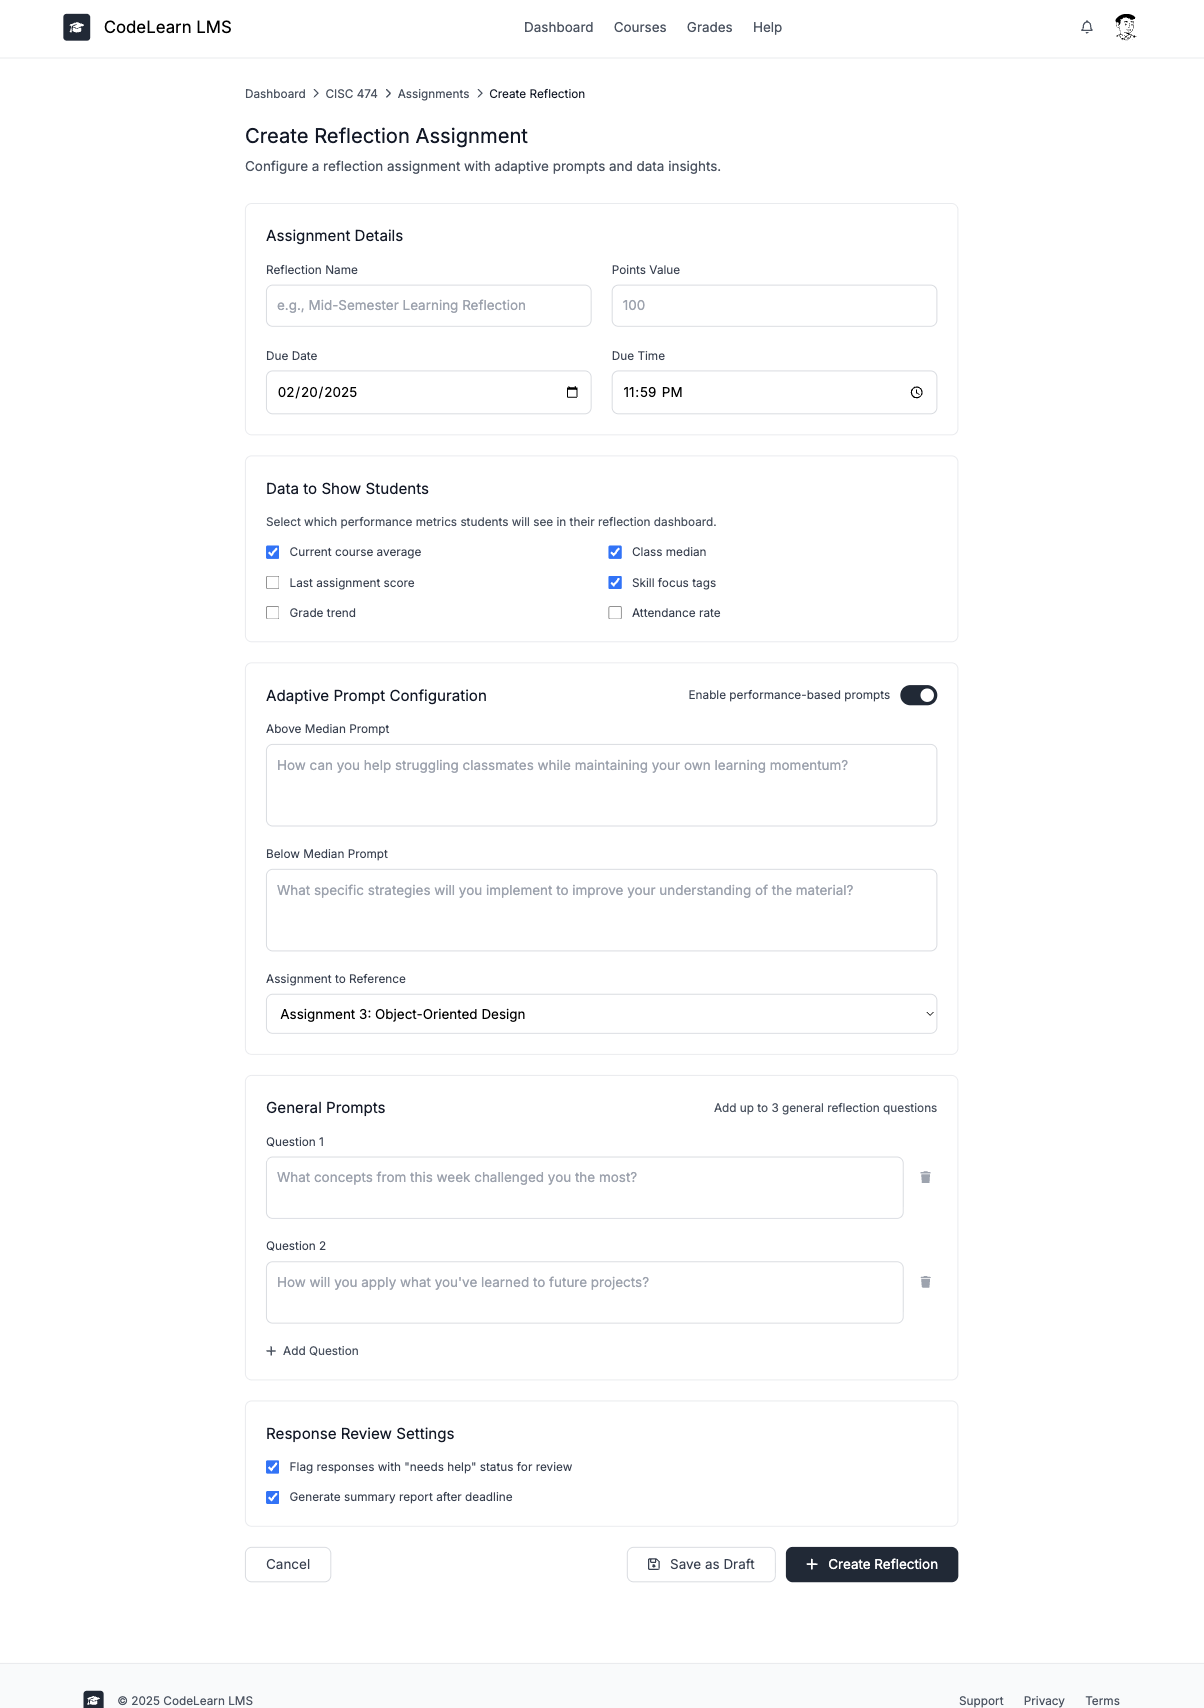 CodeLearn LMS
Dashboard Courses Grades Help
Dashboard > CISC 474 > Assignments > Create Reflection
Create Reflection Assignment
Configure a reflection assignment with adaptive prompts and data insights.
Assignment Details
Reflection Name
e.g., Mid-Semester Learning Reflection
Points Value
100
Due Date
02/20/2025
Due Time
11:59 PM
Data to Show Students
Select which performance metrics students will see in their reflection dashboard.
Current course average
Class median
Last assignment score
Skill focus tags
Grade trend
Attendance rate
Adaptive Prompt Configuration
Enable performance-based prompts
Above Median Prompt
How can you help struggling classmates while maintaining your own learning momentum?
Below Median Prompt
What specific strategies will you implement to improve your understanding of the material?
Assignment to Reference
Assignment 3: Object-Oriented Design
General Prompts
Add up to 3 general reflection questions
Question 1
What concepts from this week challenged you the most?
Question 2
How will you apply what you've learned to future projects?
+ Add Question
Response Review Settings
Flag responses with "needs help" status for review
Generate summary report after deadline
Cancel
Save as Draft
+ Create Reflection
© 2025 CodeLearn LMS
Support Privacy Terms